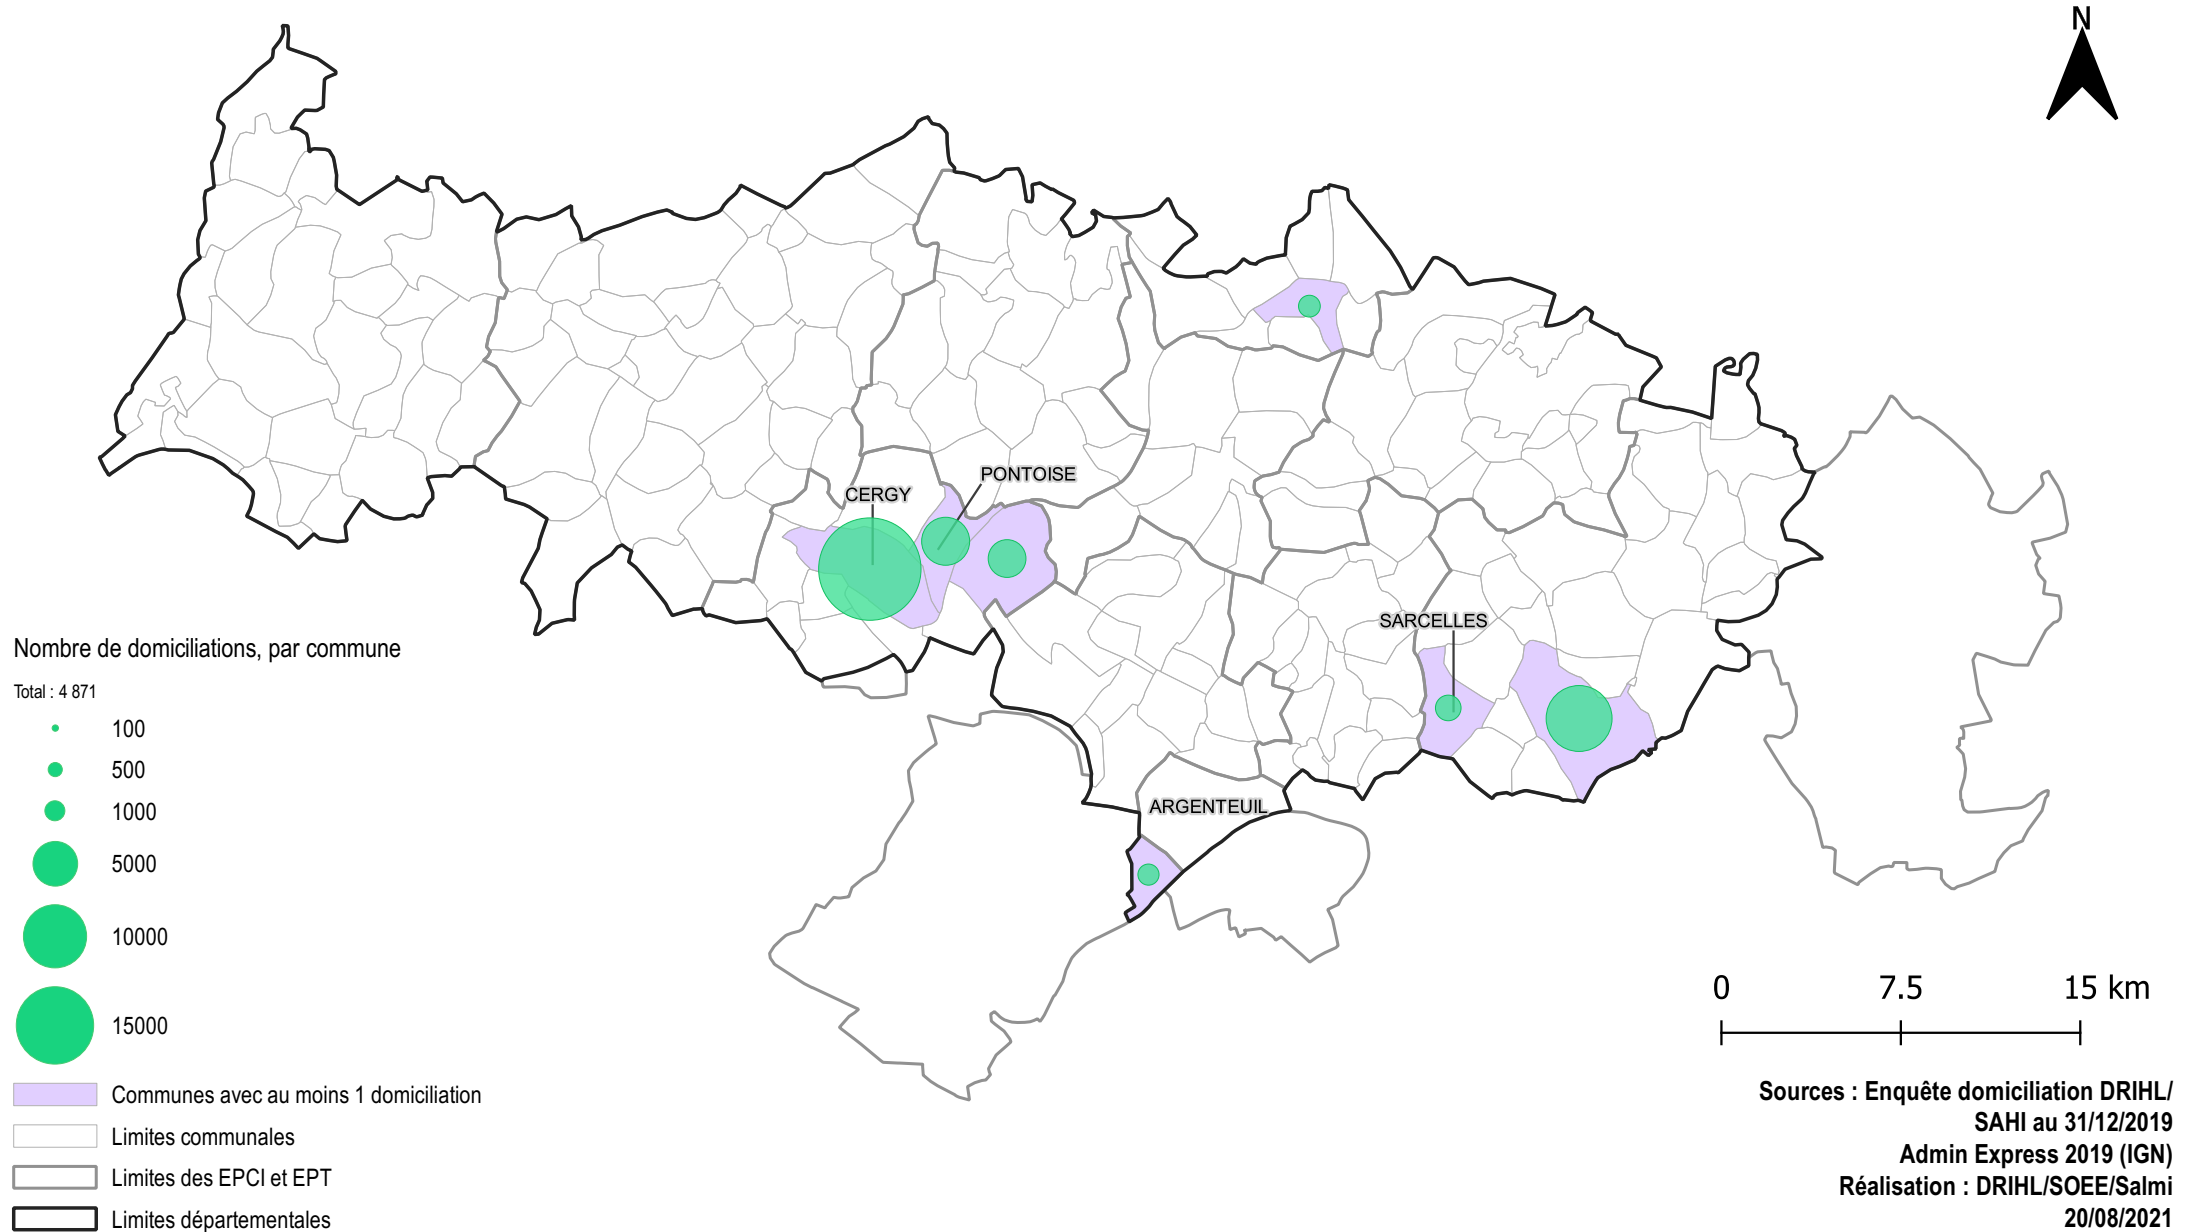 N
PONTOISE
CERGY
SARCELLES
ARGENTEUIL
Nombre de domiciliations, par commune
Total : 4 871
100
500
1000
5000
10000
15000
Communes avec au moins 1 domiciliation
Limites communales
Limites des EPCI et EPT
Limites départementales
0 7.5 15 km
Sources : Enquête domiciliation DRIHL/
SAHI au 31/12/2019
Admin Express 2019 (IGN)
Réalisation : DRIHL/SOEE/Salmi
20/08/2021